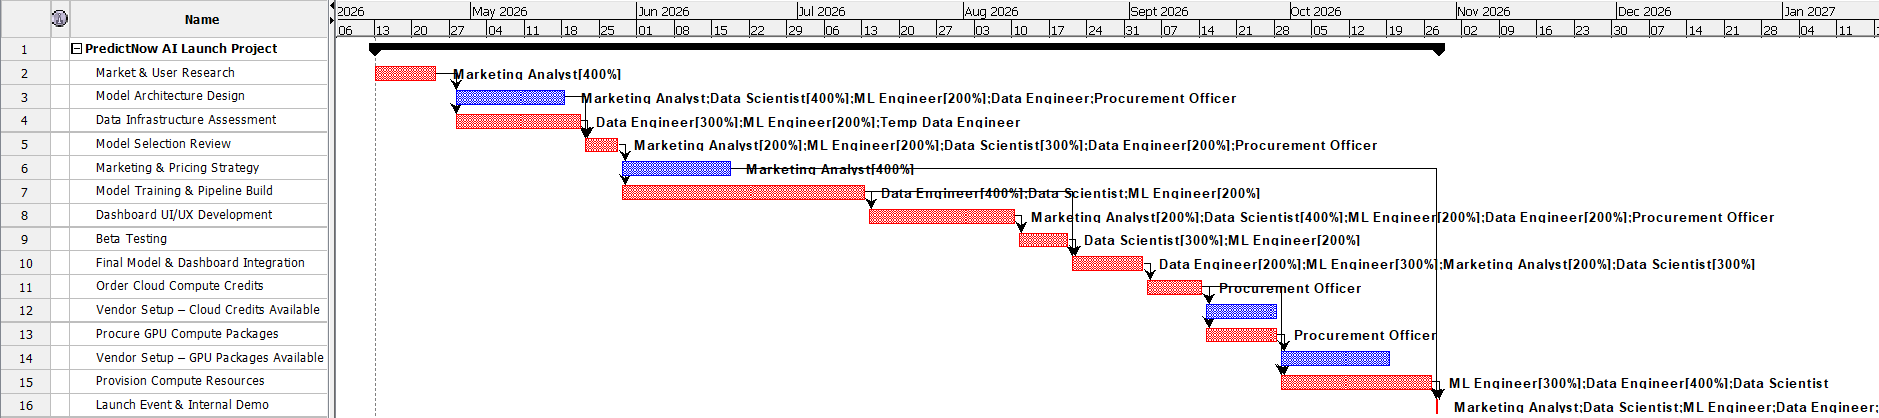 2026 May 2026 Jun 2026 Jul 2026 Aug 2026 Sept 2026 Oct 2026 Nov 2026 Dec 2026 Jan 2027
Name
06 13 20 27 04 11 18 25 01 08 15 22 29 06 13 20 27 03 10 17 24 31 07 14 21 28 05 12 19 26 02 09 16 23 30 07 14 21 28 04 11
1 PredictNow AI Launch Project
2 Market & User Research Marketing Analyst[400%]
3 Model Architecture Design Marketing Analyst;Data Scientist[400%];ML Engineer[200%];Data Engineer;Procurement Officer
4 Data Infrastructure Assessment Data Engineer[300%];ML Engineer[200%];Temp Data Engineer
5 Model Selection Review Marketing Analyst[200%];ML Engineer[200%];Data Scientist[300%];Data Engineer[200%];Procurement Officer
6 Marketing & Pricing Strategy Marketing Analyst[400%]
7 Model Training & Pipeline Build Data Engineer[400%];Data Scientist;ML Engineer[200%]
8 Dashboard UI/UX Development Marketing Analyst[200%];Data Scientist[400%];ML Engineer[200%];Data Engineer[200%];Procurement Officer
9 Beta Testing Data Scientist[300%];ML Engineer[200%]
10 Final Model & Dashboard Integration Data Engineer[200%];ML Engineer[300%];Marketing Analyst[200%];Data Scientist[300%]
11 Order Cloud Compute Credits Procurement Officer
12 Vendor Setup – Cloud Credits Available
13 Procure GPU Compute Packages Procurement Officer
14 Vendor Setup – GPU Packages Available
15 Provision Compute Resources ML Engineer[300%];Data Engineer[400%];Data Scientist
16 Launch Event & Internal Demo Marketing Analyst;Data Scientist;ML Engineer;Data Engineer;